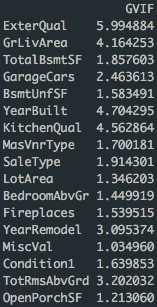 GVIF
ExterQual 5.994884
GrLivArea 4.164253
TotalBsmtSF 1.857603
GarageCars 2.463613
BsmtUnfSF 1.583491
YearBuilt 4.704295
KitchenQual 4.562864
MasVnrType 1.700181
SaleType 1.914301
LotArea 1.346203
BedroomAbvGr 1.449919
Fireplaces 1.539515
YearRemodel 3.095374
MiscVal 1.034960
Condition1 1.639853
TotRmsAbvGrd 3.202032
OpenPorchSF 1.213060